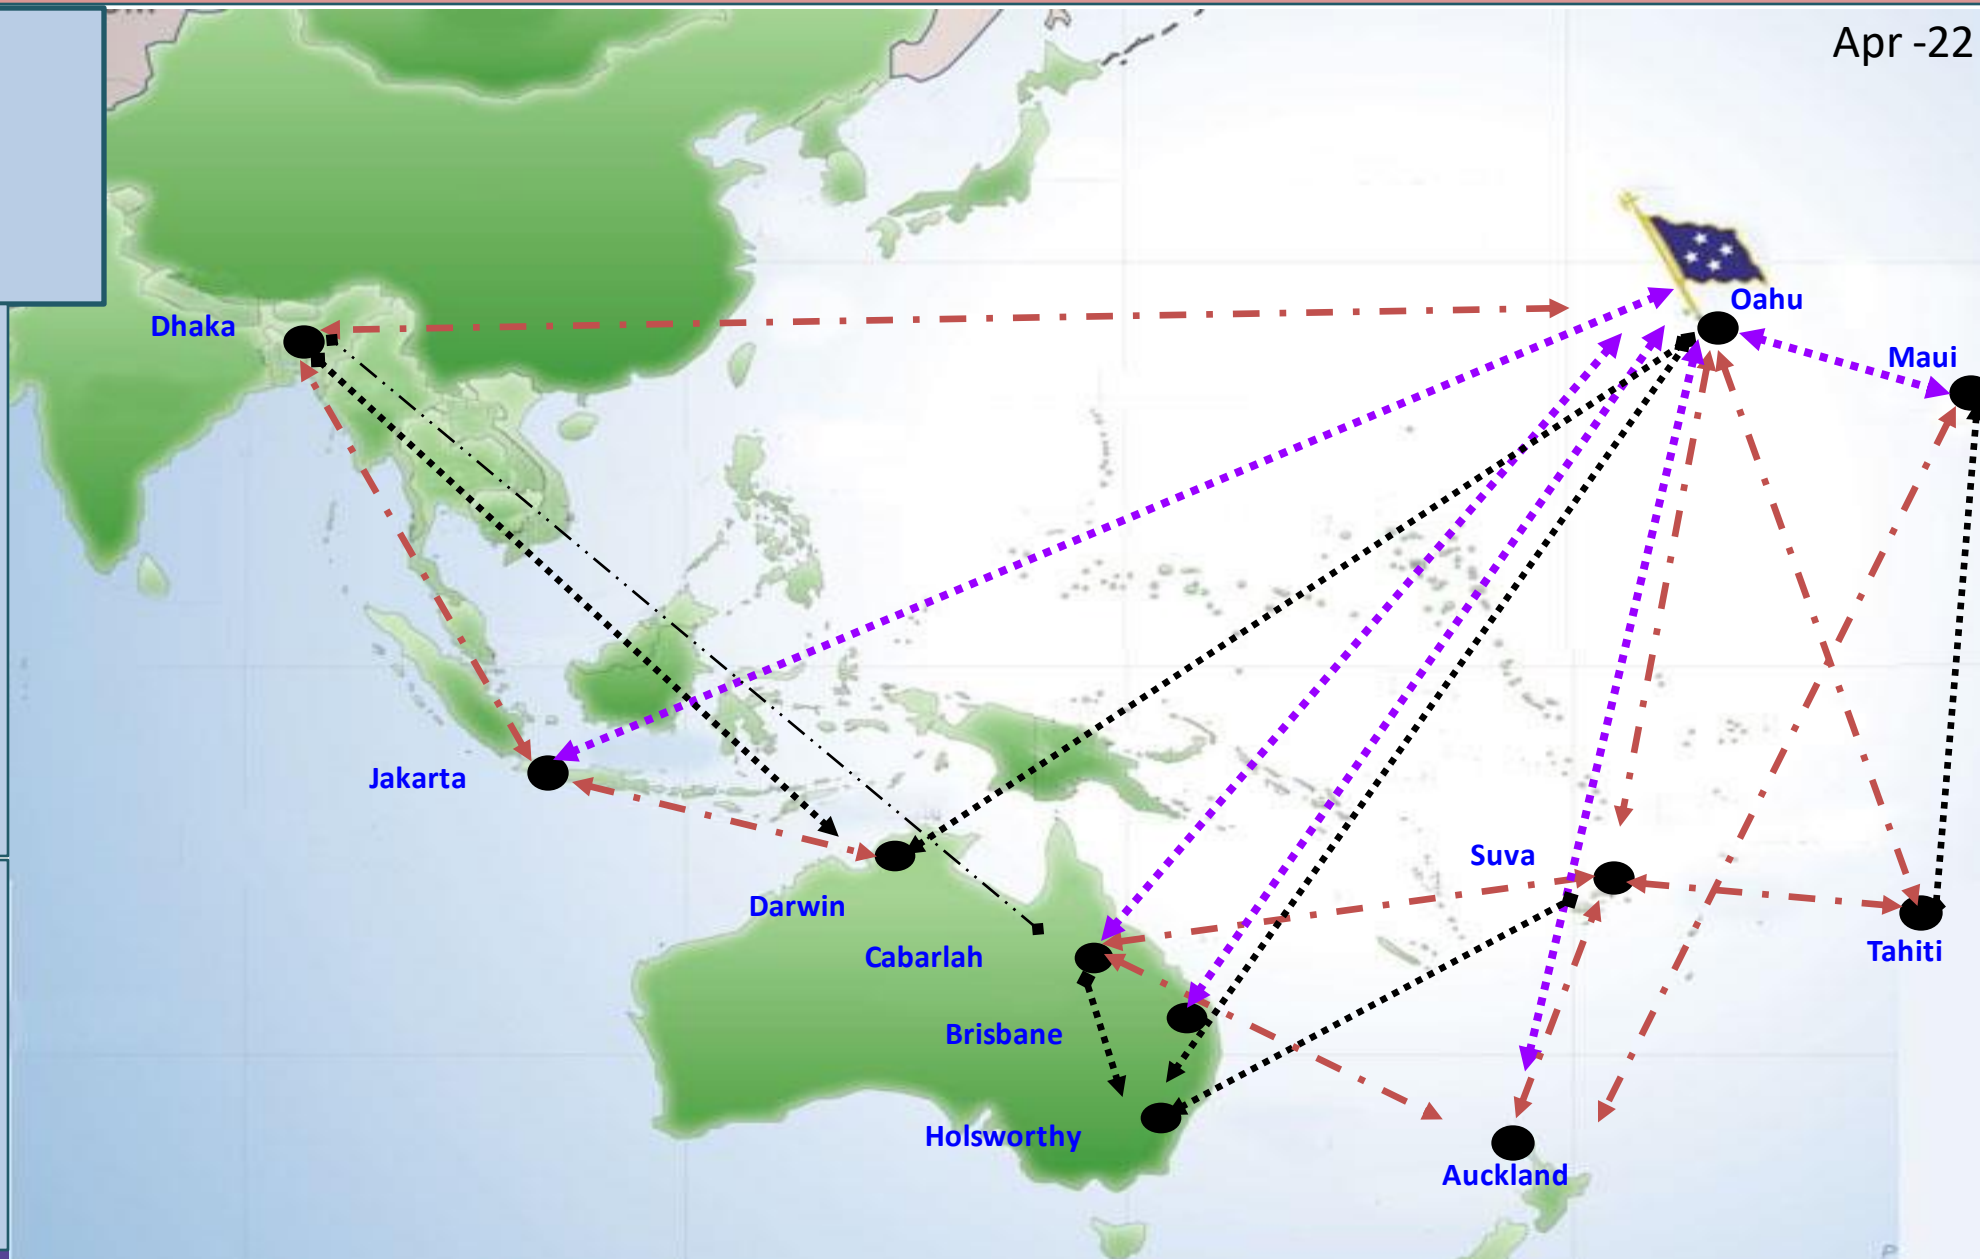 Apr -22
Oahu
Dhaka
Maui
Jakarta
Suva
Darwin
Tahiti
Cabarlah
Brisbane
Holsworthy
Auckland